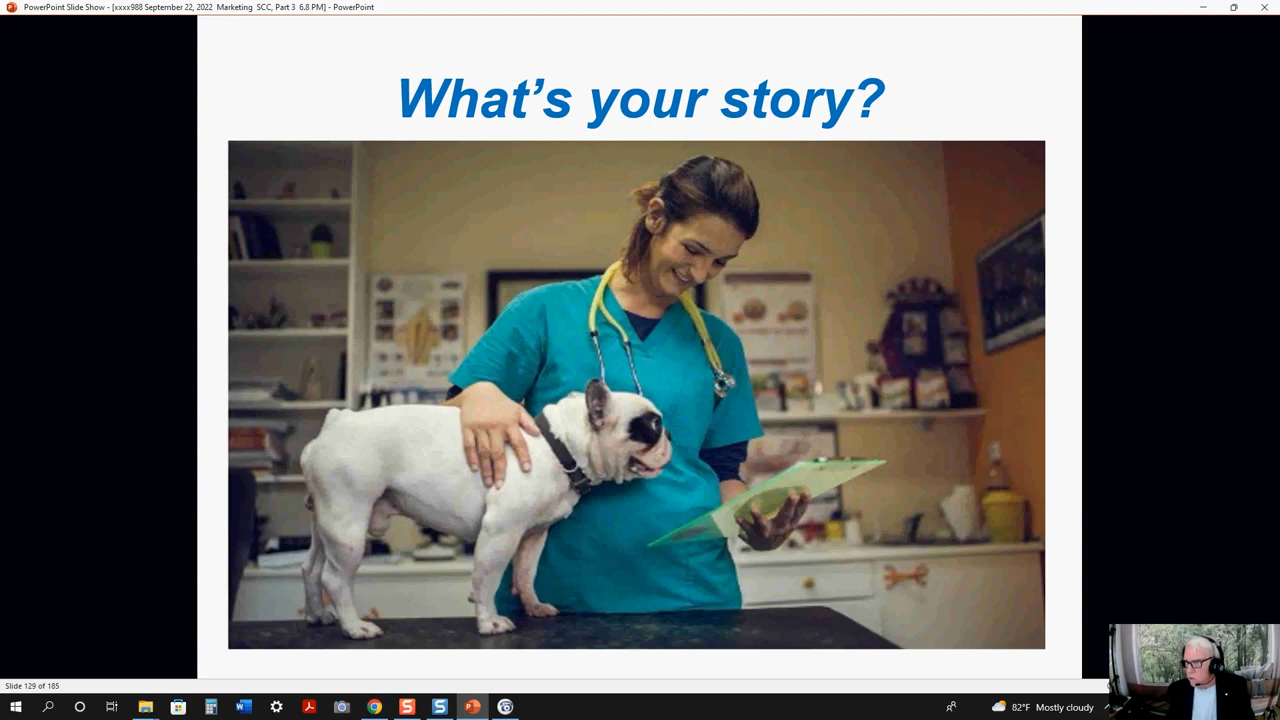 PowerPoint Slide Show - [xxxx988 September 22, 2022 Marketing SCC, Part 3 6.8 PM] - PowerPoint
What's your story?
Slide 129 of 185
82°F Mostly cloudy